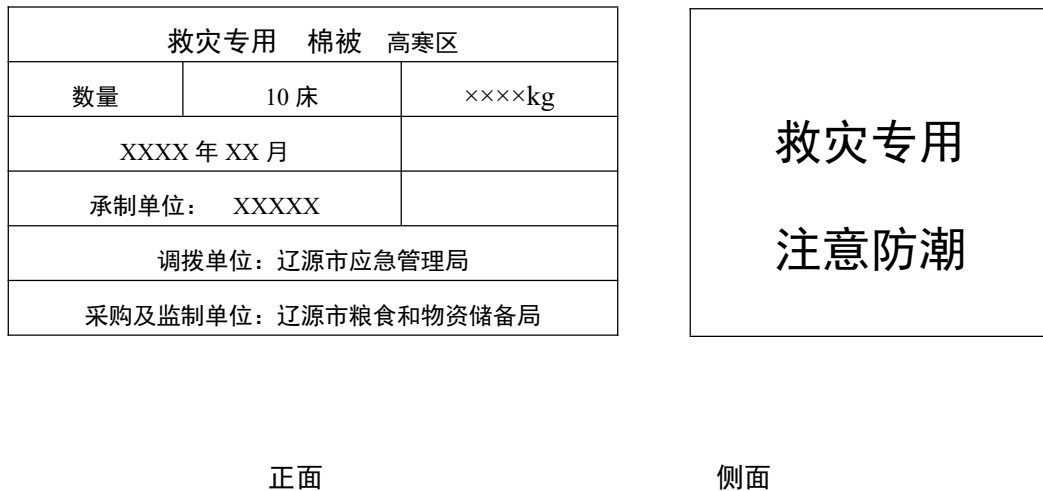 救灾专用 棉被 高寒区
数量 10 床 ××××kg
XXXX 年 XX 月
承制单位： XXXXX
调拨单位：辽源市应急管理局
采购及监制单位：辽源市粮食和物资储备局
救灾专用
注意防潮
正面 侧面